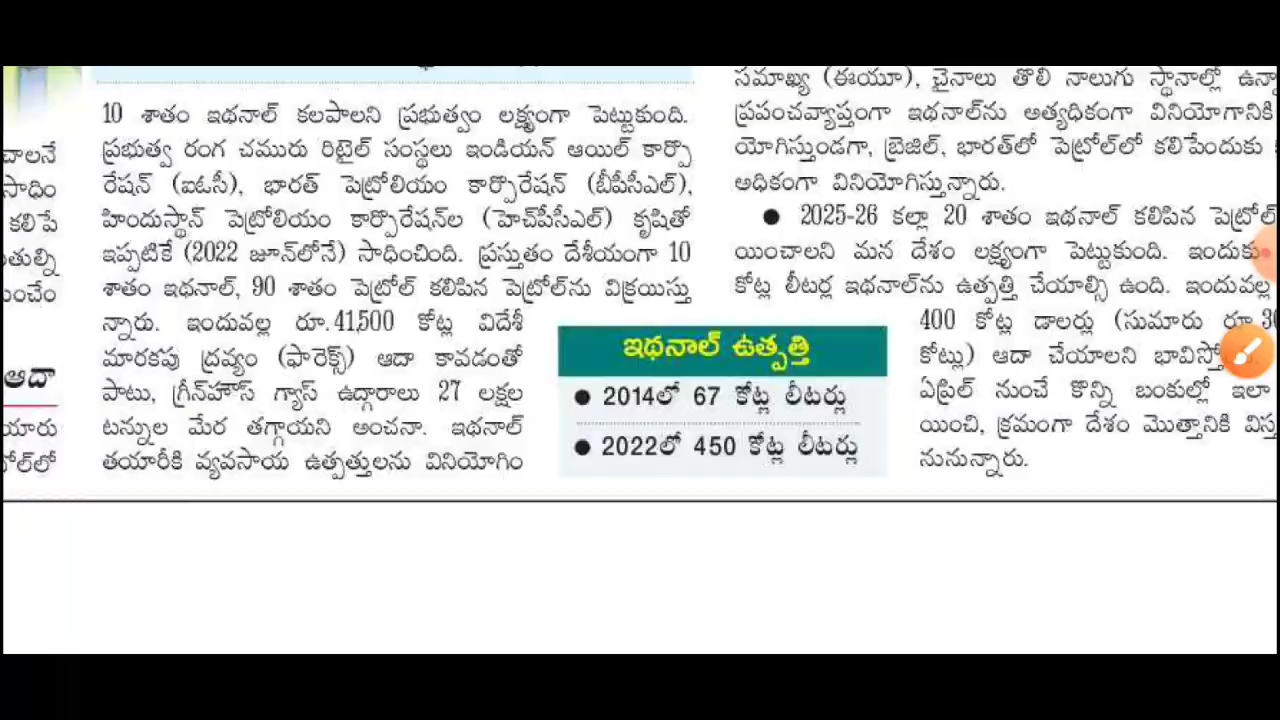 చాలనే
సాధిం
కలిపే
ంచేం
ఆదా
యారు
10 శాతం ఇథనాల్ కలపాలని ప్రభుత్వం లక్ష్యంగా పెట్టుకుంది.
ప్రభుత్వ రంగ చమురు రిటైల్ సంస్థలు ఇండియన్ ఆయిల్ కార్పొ
రేషన్ (ఐఓసీ), భారత్ పెట్రోలియం కార్పొరేషన్ (బీపీసీఎల్),
హిందుస్థాన్ పెట్రోలియం కార్పొరేషన్‌ల (హెచ్‌పీసీఎల్) కృషితో
ఇప్పటికే (2022 జూన్‌లోనే) సాధించింది. ప్రస్తుతం దేశీయంగా 10
శాతం ఇథనాల్, 90 శాతం పెట్రోల్ కలిపిన పెట్రోల్‌ను విక్రయిస్తు
న్నారు. ఇందువల్ల రూ.41,500 కోట్ల విదేశీ
మారకపు ద్రవ్యం (ఫారెక్స్) ఆదా కావడంతో
పాటు, గ్రీన్‌హౌస్ గ్యాస్ ఉద్గారాలు 27 లక్షల
టన్నుల మేర తగ్గాయని అంచనా. ఇథనాల్
తయారీకి వ్యవసాయ ఉత్పత్తులను వినియోగిం
ఇథనాల్ ఉత్పత్తి
● 2014లో 67 కోట్ల లీటర్లు
● 2022లో 450 కోట్ల లీటర్లు
సమాఖ్య (ఈయూ), చైనాలు తొలి నాలుగు స్థానాల్లో ఉన్నా
ప్రపంచవ్యాప్తంగా ఇథనాల్‌ను అత్యధికంగా వినియోగానికి
యోగిస్తుండగా, బ్రెజిల్, భారత్‌లో పెట్రోల్‌లో కలిపేందుకు
అధికంగా వినియోగిస్తున్నారు.
● 2025-26 కల్లా 20 శాతం ఇథనాల్ కలిపిన పెట్రోల్
యించాలని మన దేశం లక్ష్యంగా పెట్టుకుంది. ఇందుకు
కోట్ల లీటర్ల ఇథనాల్‌ను ఉత్పత్తి చేయాల్సి ఉంది. ఇందువల్ల
400 కోట్ల డాలర్లు (సుమారు రూ.
కోట్లు) ఆదా చేయాలని
ఏప్రిల్ నుంచే కొన్ని బంకుల్లో ఇలా
యించి, క్రమంగా దేశం మొత్తానికి విస్త
నునున్నారు.